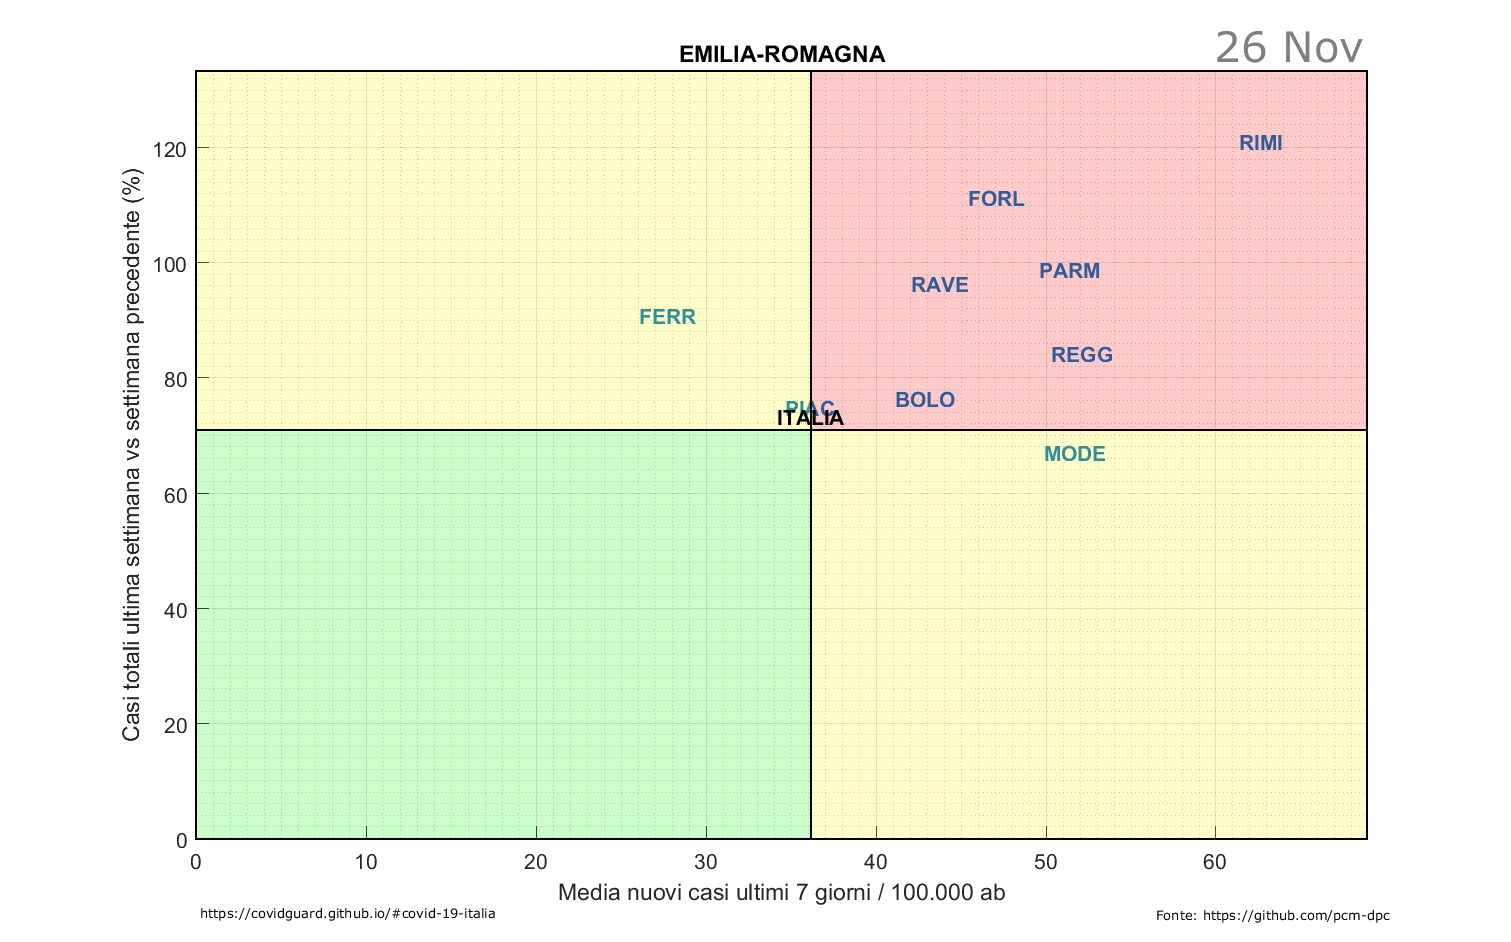 EMILIA-ROMAGNA
26 Nov
Casi totali ultima settimana vs settimana precedente (%)
120
100
80
60
40
20
0
RIMI
FORL
PARM
RAVE
FERR
REGG
BOLO
PIAC
ITALIA
MODE
0 10 20 30 40 50 60
Media nuovi casi ultimi 7 giorni / 100.000 ab
https://covidguard.github.io/#covid-19-italia
Fonte: https://github.com/pcm-dpc